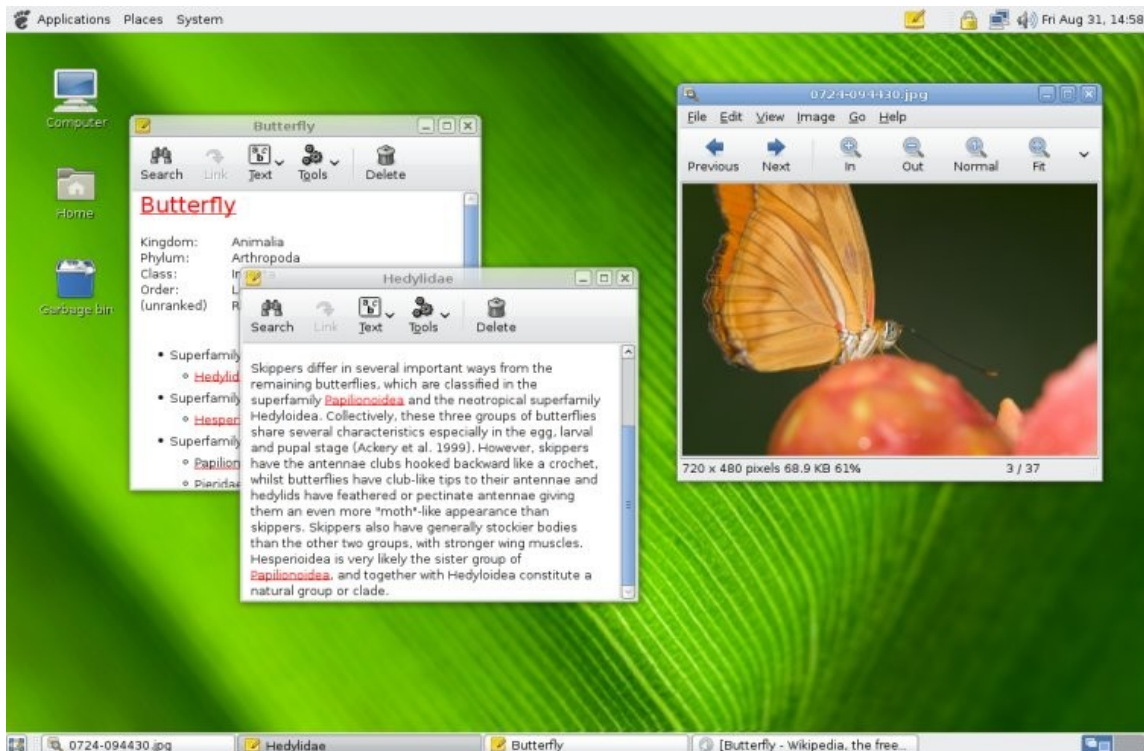 Applications Places System
Fri Aug 31, 14:58
Computer
Home
Garbage bin
Butterfly
Search Link Text Tools Delete
Butterfly
Kingdom: Animalia
Phylum: Arthropoda
Class:
Order:
(unranked)
• Superfamily
Hedylid
• Superfamily
Hesper
• Superfamily
Papilion
Pieridae
Hedylidae
Search Link Text Tools Delete
Skippers differ in several important ways from the
remaining butterflies, which are classified in the
superfamily Papilionoidea and the neotropical superfamily
Hedyloidea. Collectively, these three groups of butterflies
share several characteristics especially in the egg, larval
and pupal stage (Ackery et al. 1999). However, skippers
have the antennae clubs hooked backward like a crochet,
whilst butterflies have club-like tips to their antennae and
hedylids have feathered or pectinate antennae giving
them an even more "moth"-like appearance than
skippers. Skippers also have generally stockier bodies
than the other two groups, with stronger wing muscles.
Hesperioidea is very likely the sister group of
Papilionoidea, and together with Hedyloidea constitute a
natural group or clade.
0724-094430.jpg
File Edit View Image Go Help
Previous Next In Out Normal Fit
720 x 480 pixels 68.9 KB 61% 3 / 37
0724-094430.jpg
Hedylidae
Butterfly
[Butterfly - Wikipedia, the free...